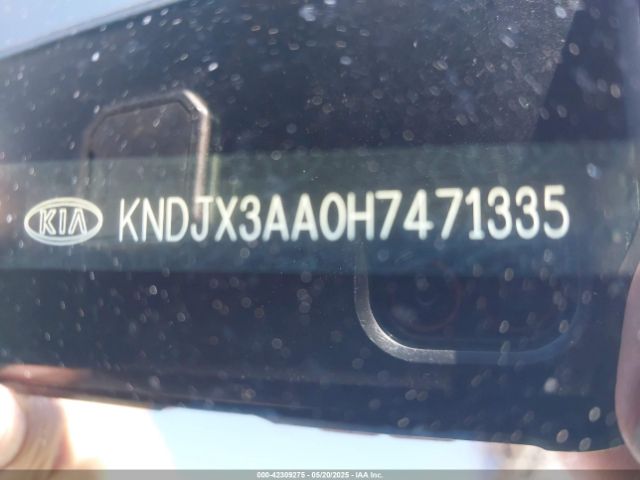 KIA KNDJX3AA0H7471335
000-42309275 | 05/20/2025 | IAA Inc.